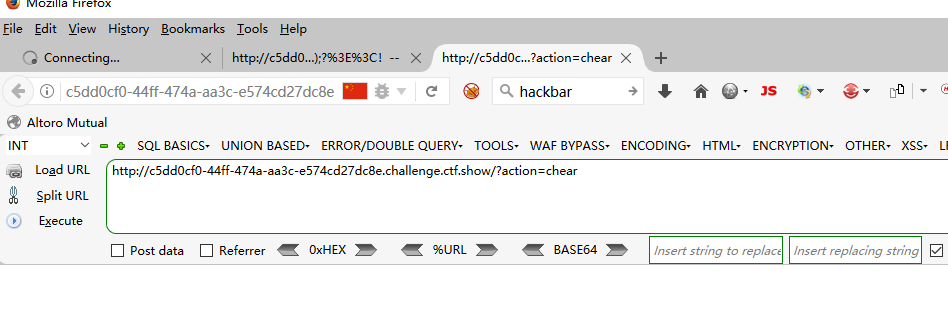 Mozilla Firefox
File Edit View History Bookmarks Tools Help
Connecting... http://c5dd0...);?%3E%3C! -- http://c5dd0c...?action=chear
c5dd0cf0-44ff-474a-aa3c-e574cd27dc8e hackbar JS
Altoro Mutual
INT SQL BASICS UNION BASED ERROR/DOUBLE QUERY TOOLS WAF BYPASS ENCODING HTML ENCRYPTION OTHER XSS
Load URL http://c5dd0cf0-44ff-474a-aa3c-e574cd27dc8e.challenge.ctf.show/?action=chear
Split URL
Execute
Post data Referrer 0xHEX %URL BASE64 Insert string to replace Insert replacing string